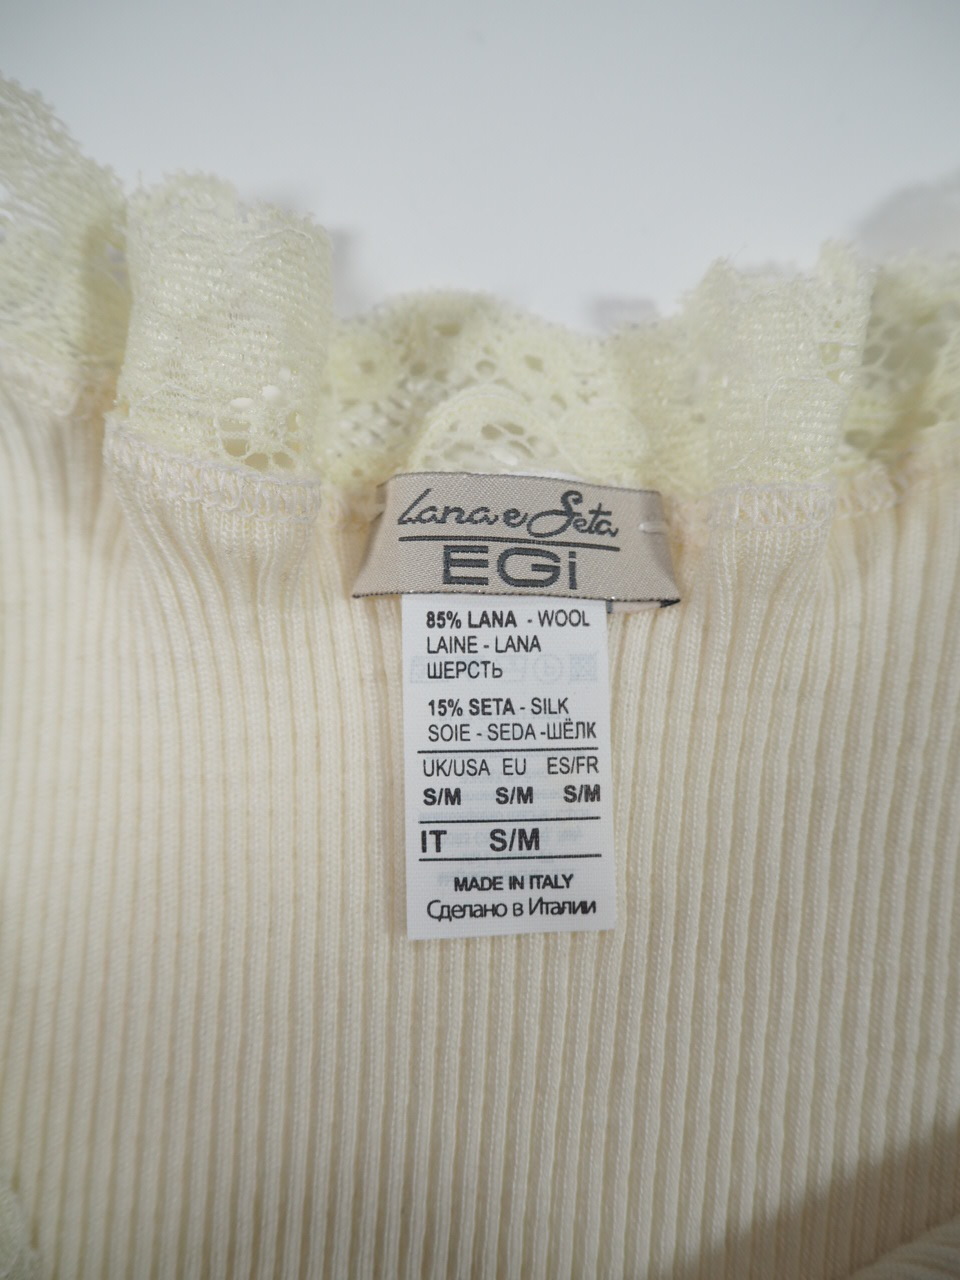 Lana e Seta
EGi
85% LANA - WOOL
LAINE - LANA
ШЕРСТЬ
15% SETA - SILK
SOIE - SEDA -ШЁЛК
UK/USA EU ES/FR
S/M S/M S/M
IT S/M
MADE IN ITALY
Сделано в Италии